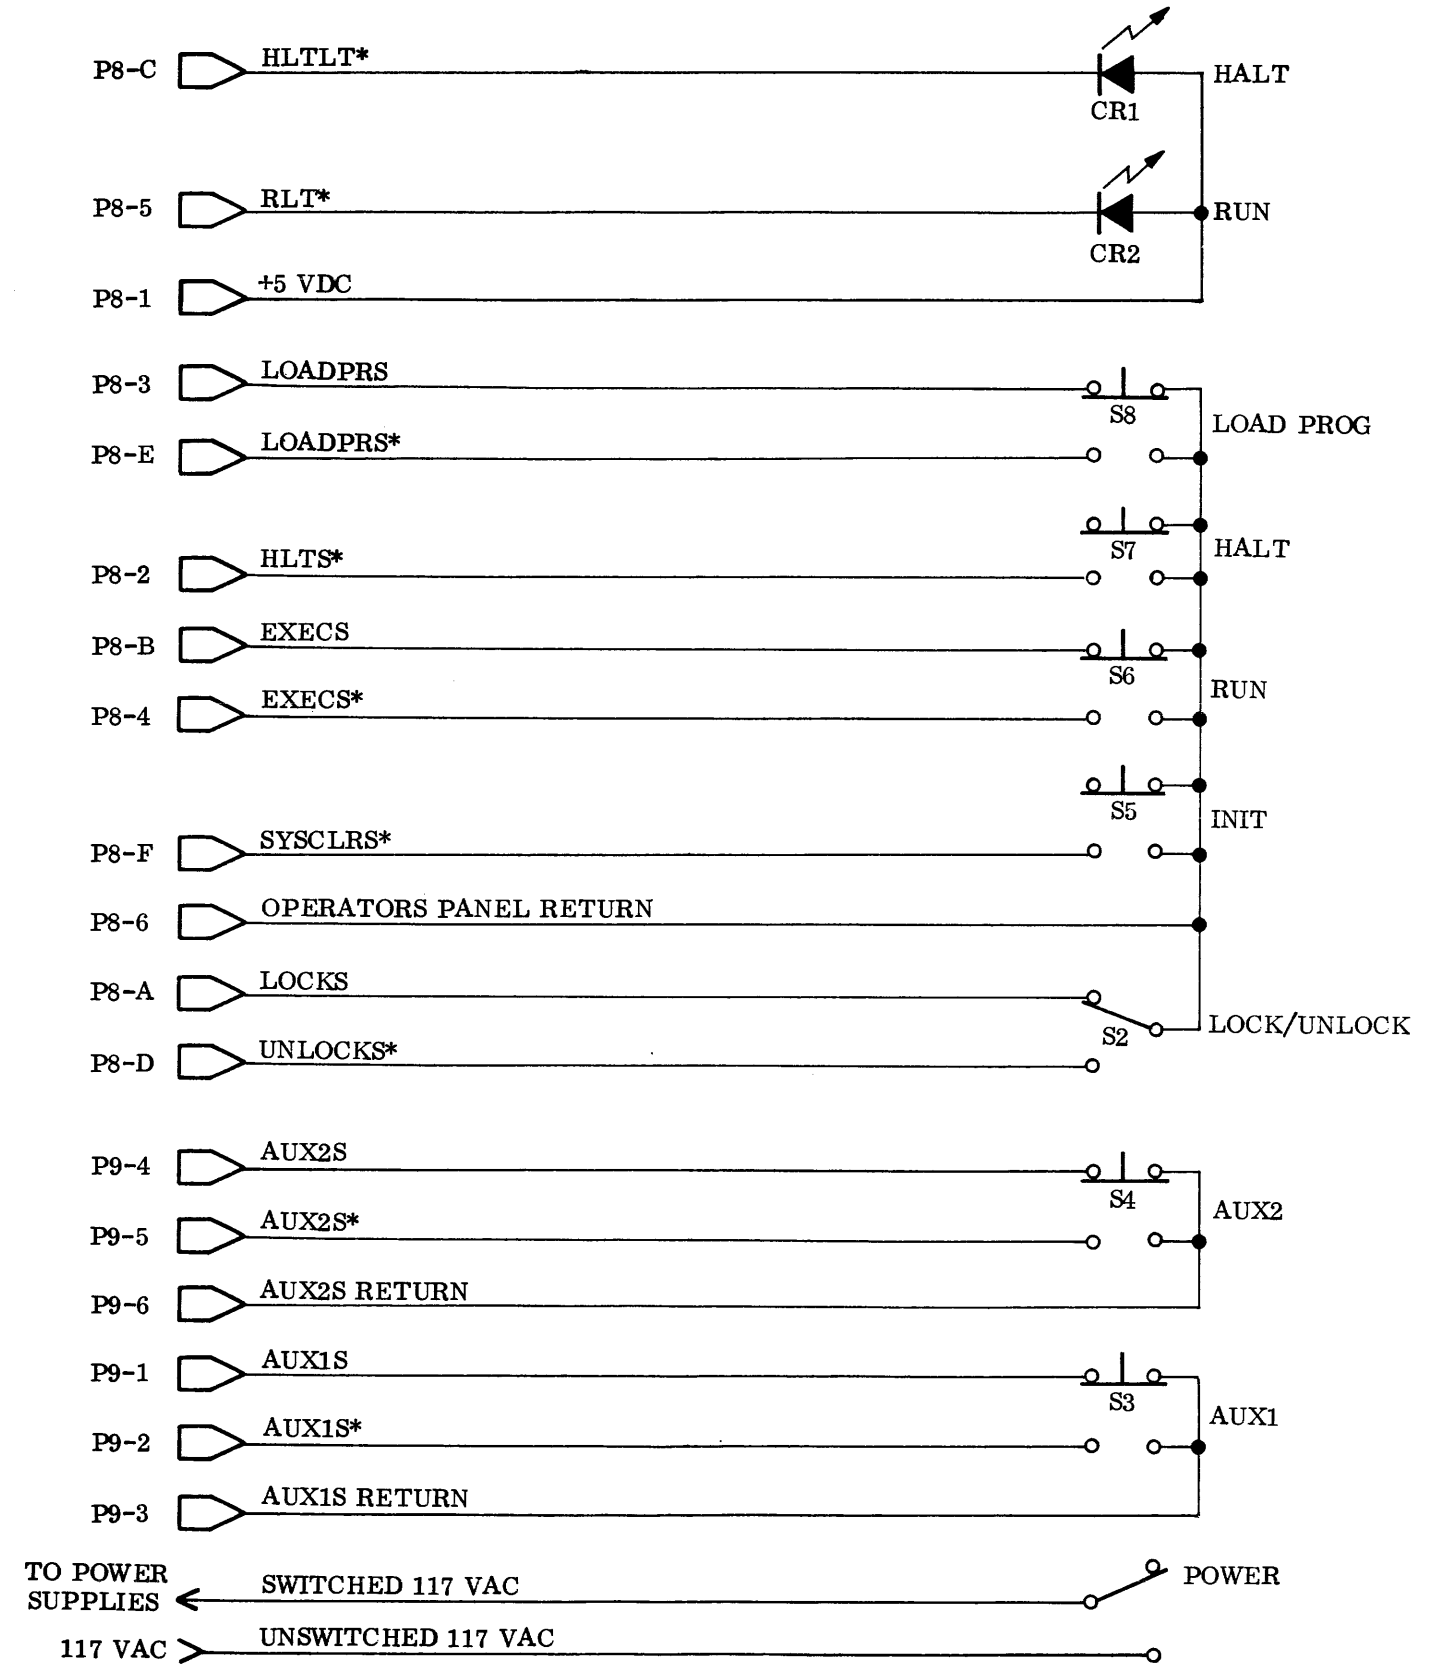 P8-C HLTLT* HALT
CR1
P8-5 RLT* RUN
CR2
P8-1 +5 VDC
P8-3 LOADPRS
S8
LOAD PROG
P8-E LOADPRS*
S7
HALT
P8-2 HLTS*
P8-B EXECS
S6
RUN
P8-4 EXECS*
S5
INIT
P8-F SYSCLRS*
P8-6 OPERATORS PANEL RETURN
P8-A LOCKS
S2 LOCK/UNLOCK
P8-D UNLOCKS*
P9-4 AUX2S
S4
AUX2
P9-5 AUX2S*
P9-6 AUX2S RETURN
P9-1 AUX1S
S3
AUX1
P9-2 AUX1S*
P9-3 AUX1S RETURN
TO POWER
SUPPLIES
SWITCHED 117 VAC POWER
117 VAC UNSWITCHED 117 VAC